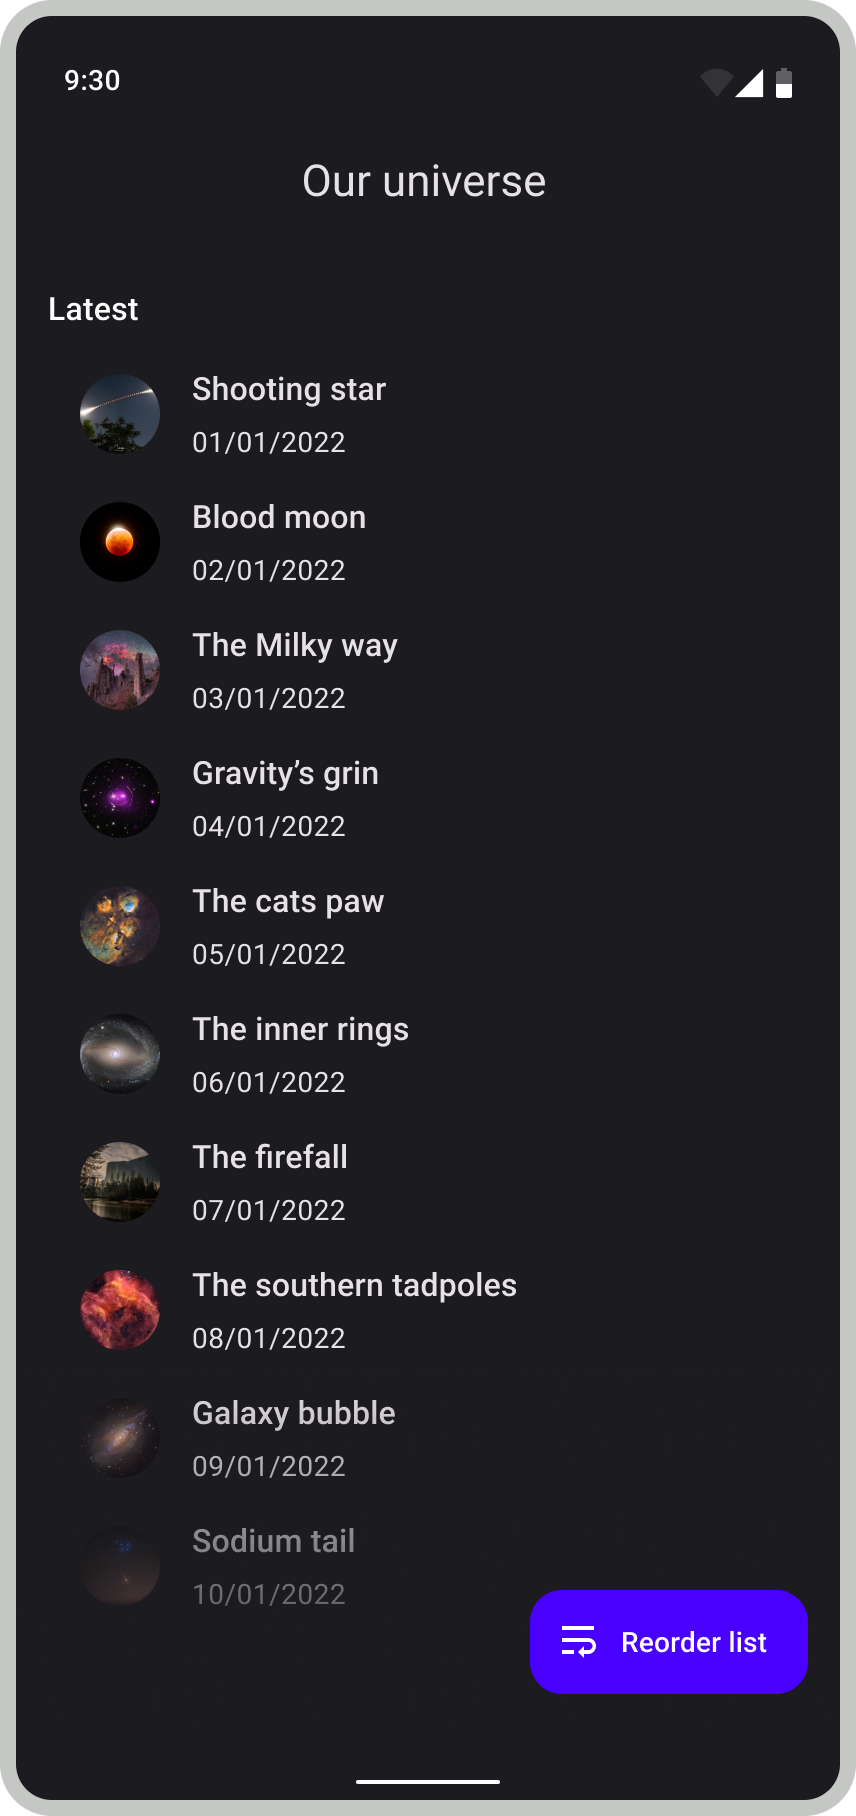 9:30
Our universe
Latest
Shooting star
01/01/2022
Blood moon
02/01/2022
The Milky way
03/01/2022
Gravity’s grin
04/01/2022
The cats paw
05/01/2022
The inner rings
06/01/2022
The firefall
07/01/2022
The southern tadpoles
08/01/2022
Galaxy bubble
09/01/2022
Sodium tail
10/01/2022
Reorder list